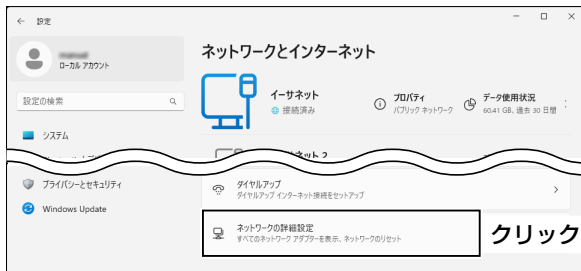 設定
ローカル アカウント
設定の検索
システム
プライバシーとセキュリティ
Windows Update
ネットワークとインターネット
イーサネット
接続済み
プロパティ
パブリック ネットワーク
データ使用状況
60.41 GB、過去 30 日間
ダイヤルアップ
ダイヤルアップ インターネット接続をセットアップ
ネットワークの詳細設定
すべてのネットワーク アダプターを表示、ネットワークのリセット
クリック